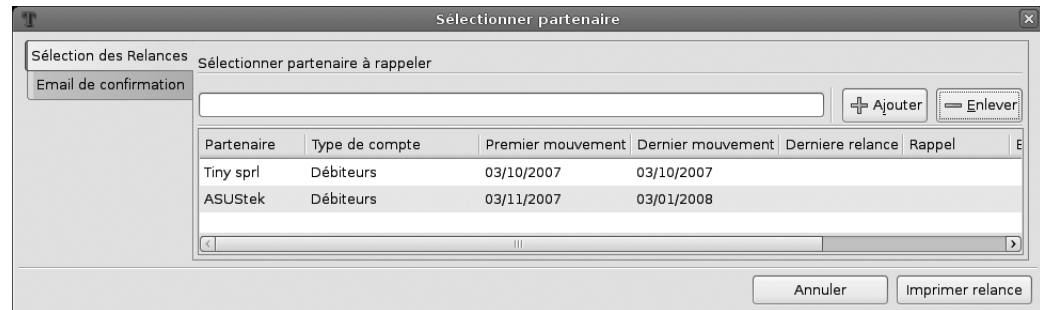 Sélectionner partenaire
Sélection des Relances
Email de confirmation
Sélectionner partenaire à rappeler
Ajouter
Enlever
Partenaire Type de compte Premier mouvement Dernier mouvement Derniere relance Rappel E
Tiny sprl Débiteurs 03/10/2007 03/10/2007
ASUStek Débiteurs 03/11/2007 03/01/2008
Annuler
Imprimer relance